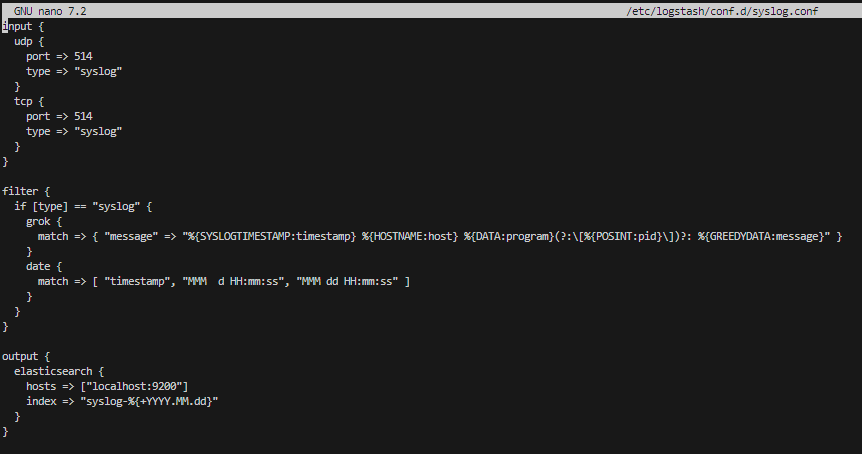 GNU nano 7.2 /etc/logstash/conf.d/syslog.conf
input {
  udp {
    port => 514
    type => "syslog"
  }
  tcp {
    port => 514
    type => "syslog"
  }
}

filter {
  if [type] == "syslog" {
    grok {
      match => { "message" => "%{SYSLOGTIMESTAMP:timestamp} %{HOSTNAME:host} %{DATA:program}(?:\[%{POSINT:pid}\])?: %{GREEDYDATA:message}" }
    }
    date {
      match => [ "timestamp", "MMM  d HH:mm:ss", "MMM dd HH:mm:ss" ]
    }
  }
}

output {
  elasticsearch {
    hosts => ["localhost:9200"]
    index => "syslog-%{+YYYY.MM.dd}"
  }
}